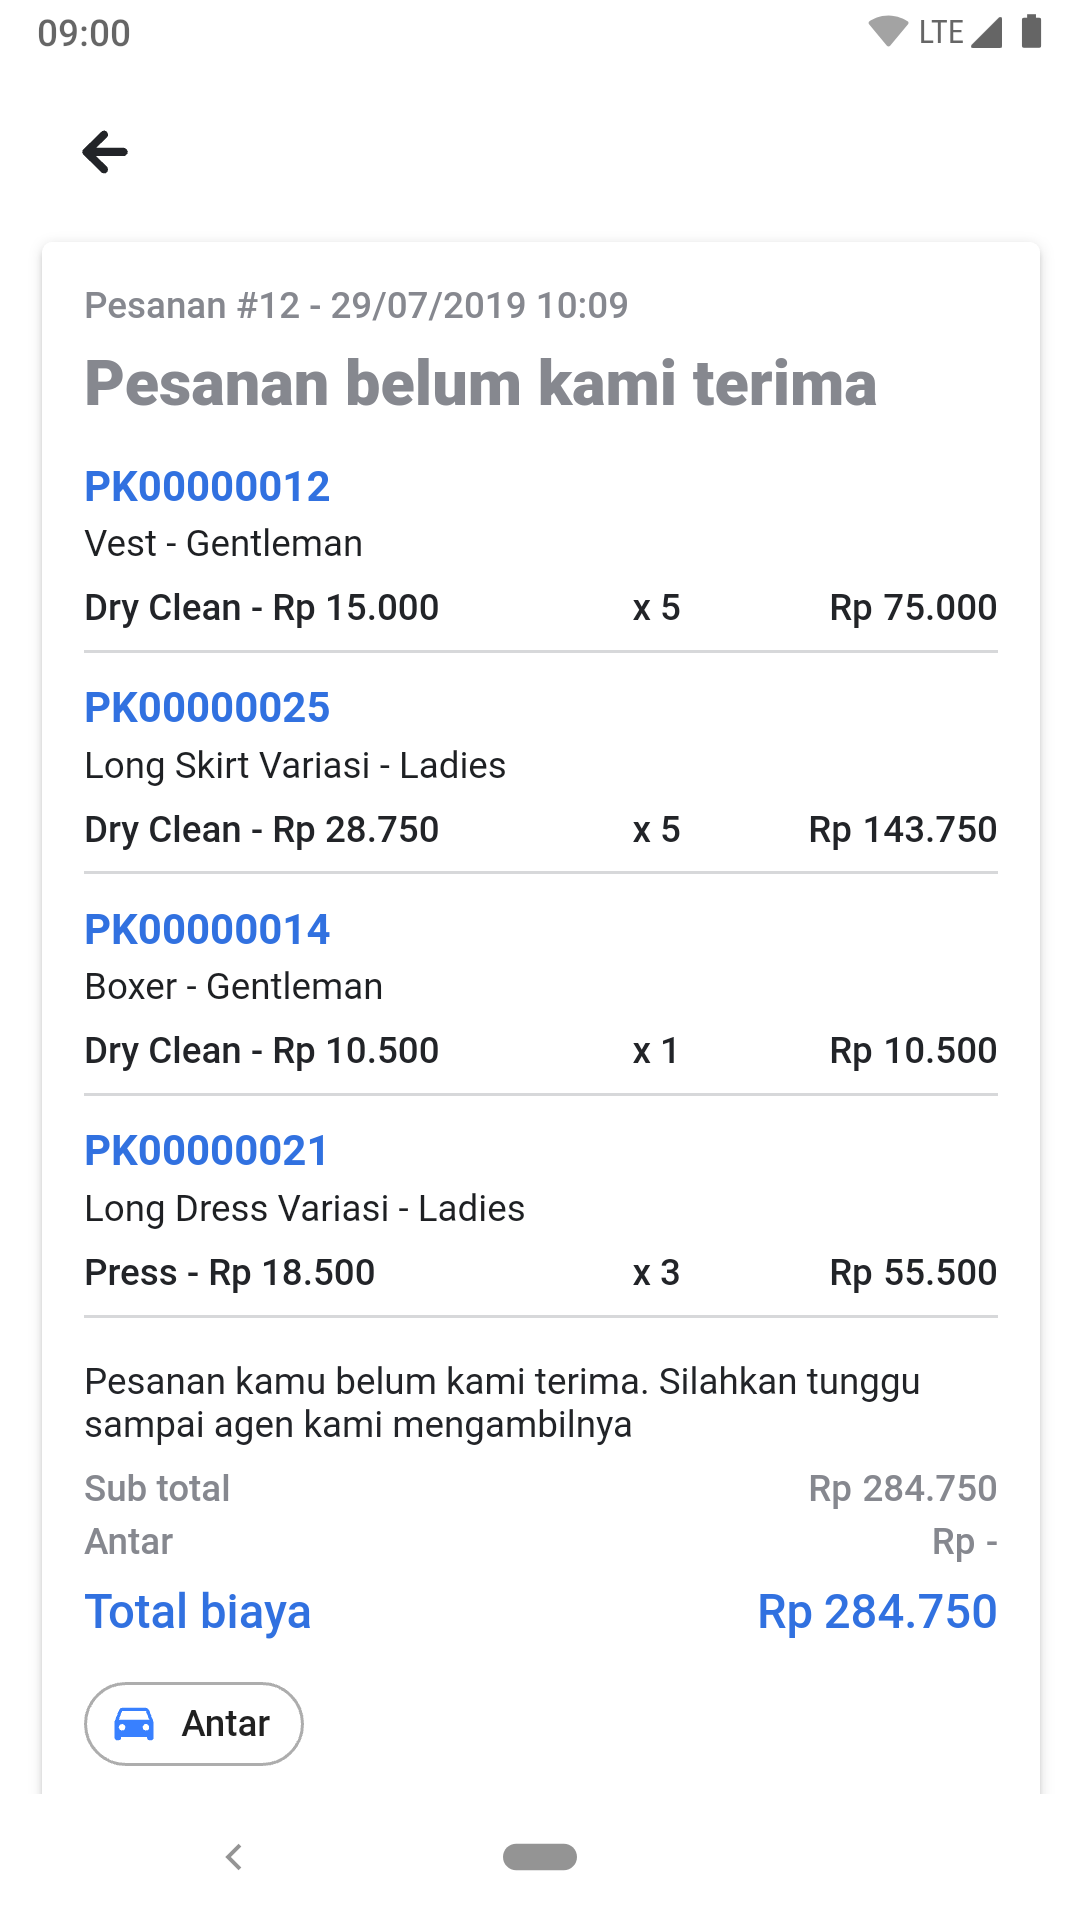 09:00
LTE
Pesanan #12 - 29/07/2019 10:09
Pesanan belum kami terima
PK00000012
Vest - Gentleman
Dry Clean - Rp 15.000 x 5 Rp 75.000
PK00000025
Long Skirt Variasi - Ladies
Dry Clean - Rp 28.750 x 5 Rp 143.750
PK00000014
Boxer - Gentleman
Dry Clean - Rp 10.500 x 1 Rp 10.500
PK00000021
Long Dress Variasi - Ladies
Press - Rp 18.500 x 3 Rp 55.500
Pesanan kamu belum kami terima. Silahkan tunggu
sampai agen kami mengambilnya
Sub total Rp 284.750
Antar Rp -
Total biaya Rp 284.750
Antar